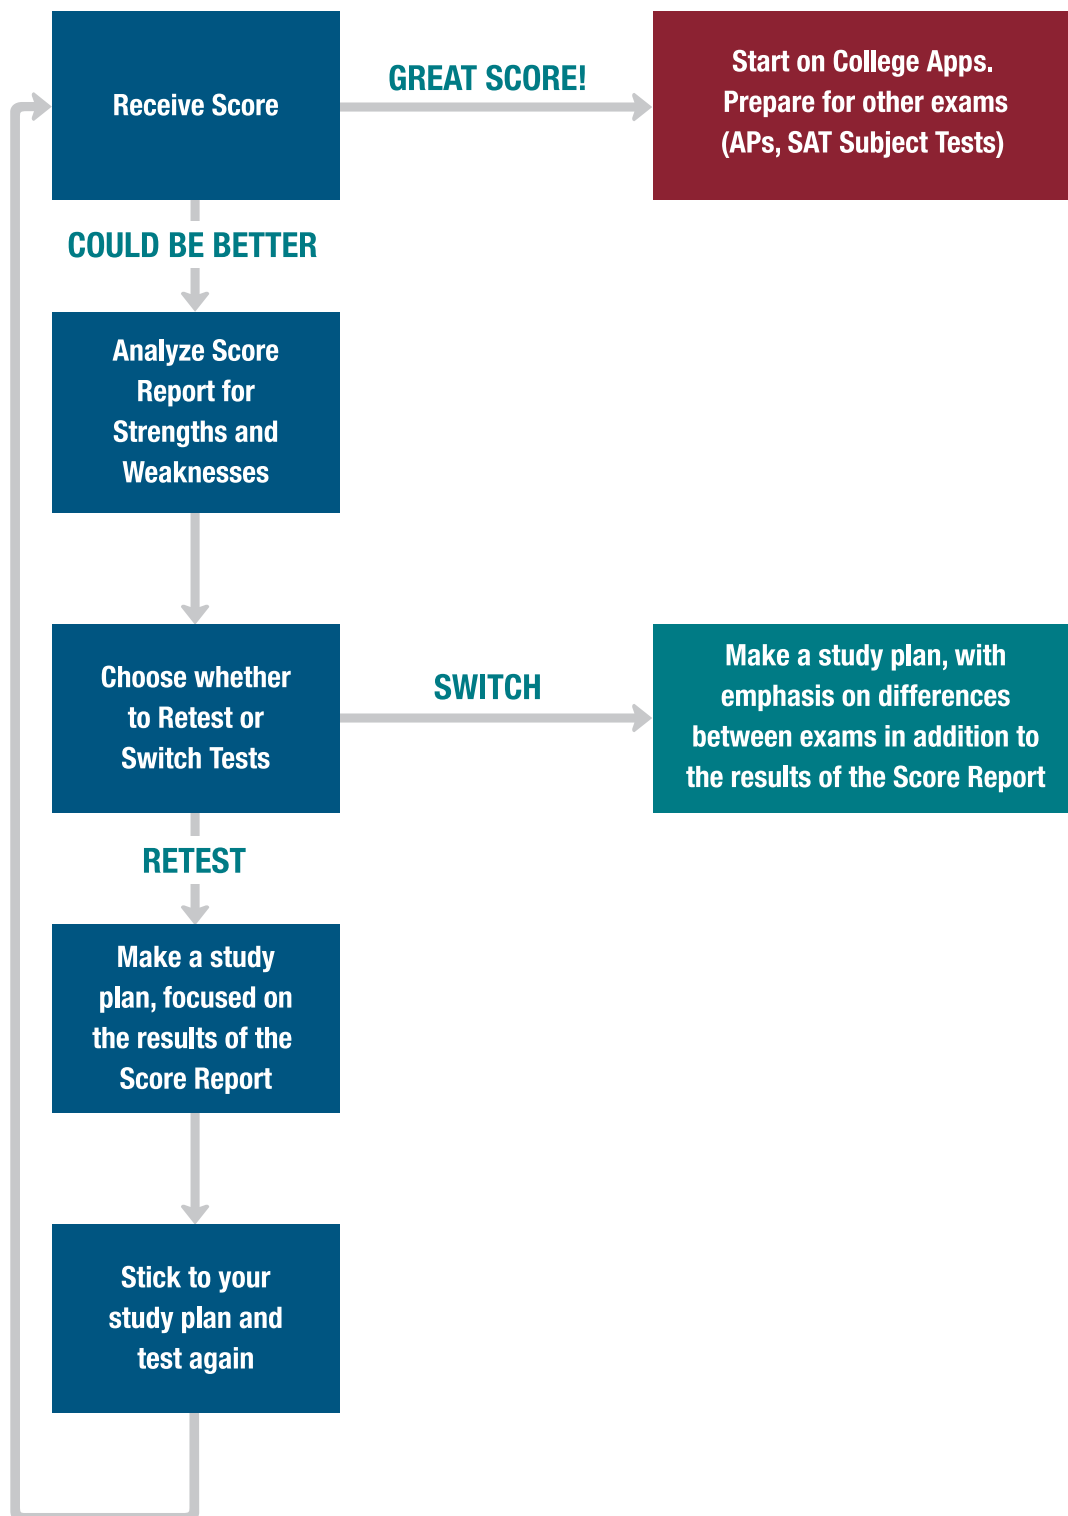 Receive Score
GREAT SCORE!
Start on College Apps.
Prepare for other exams
(APs, SAT Subject Tests)
COULD BE BETTER
Analyze Score
Report for
Strengths and
Weaknesses
Choose whether
to Retest or
Switch Tests
SWITCH
Make a study plan, with
emphasis on differences
between exams in addition to
the results of the Score Report
RETEST
Make a study
plan, focused on
the results of the
Score Report
Stick to your
study plan and
test again